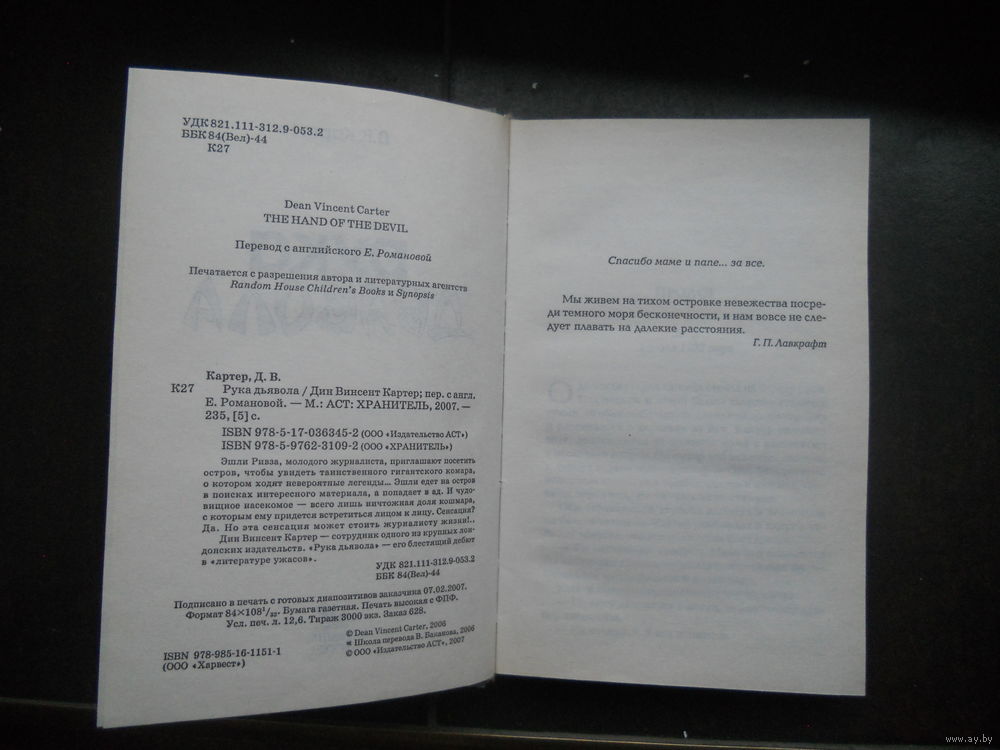 УДК 821.111-312.9-053.2
ББК 84(Вел)-44
К27
Dean Vincent Carter
THE HAND OF THE DEVIL
Перевод с английского Е. Романовой
Печатается с разрешения автора и литературных агентств
Random House Children's Books и Synopsis
Картер, Д. В.
К27 Рука дьявола / Дин Винсент Картер; пер. с англ.
Е. Романовой. — М.: АСТ: ХРАНИТЕЛЬ, 2007. —
235, [5] с.
ISBN 978-5-17-036345-2 (ООО «Издательство АСТ»)
ISBN 978-5-9762-3109-2 (ООО «ХРАНИТЕЛЬ»)
Эшли Ривза, молодого журналиста, приглашают посетить
остров, чтобы увидеть таинственного гигантского комара,
о котором ходят невероятные легенды... Эшли едет на остров
в поисках интересного материала, а попадает в ад. И чудо-
вищное насекомое — всего лишь ничтожная доля кошмара,
с которым ему придется встретиться лицом к лицу. Сенсация?
Да. Но эта сенсация может стоить журналисту жизни!..
Дин Винсент Картер — сотрудник одного из крупных лон-
донских издательств. «Рука дьявола» — его блестящий дебют
в «литературе ужасов».
УДК 821.111-312.9-053.2
ББК 84(Вел)-44
Подписано в печать с готовых диапозитивов заказчика 07.02.2007.
Формат 84×108¹/₃₂. Бумага газетная. Печать высокая с ФПФ.
Усл. печ. л. 12,6. Тираж 3000 экз. Заказ 628.
© Dean Vincent Carter, 2006
© Школа перевода В. Баканова, 2006
© ООО «Издательство АСТ», 2007
ISBN 978-985-16-1151-1
(ООО «Харвест»)
Спасибо маме и папе... за все.
Мы живем на тихом островке невежества посре-
ди темного моря бесконечности, и нам вовсе не сле-
дует плавать на далекие расстояния.
Г. П. Лавкрафт
www.ay.by